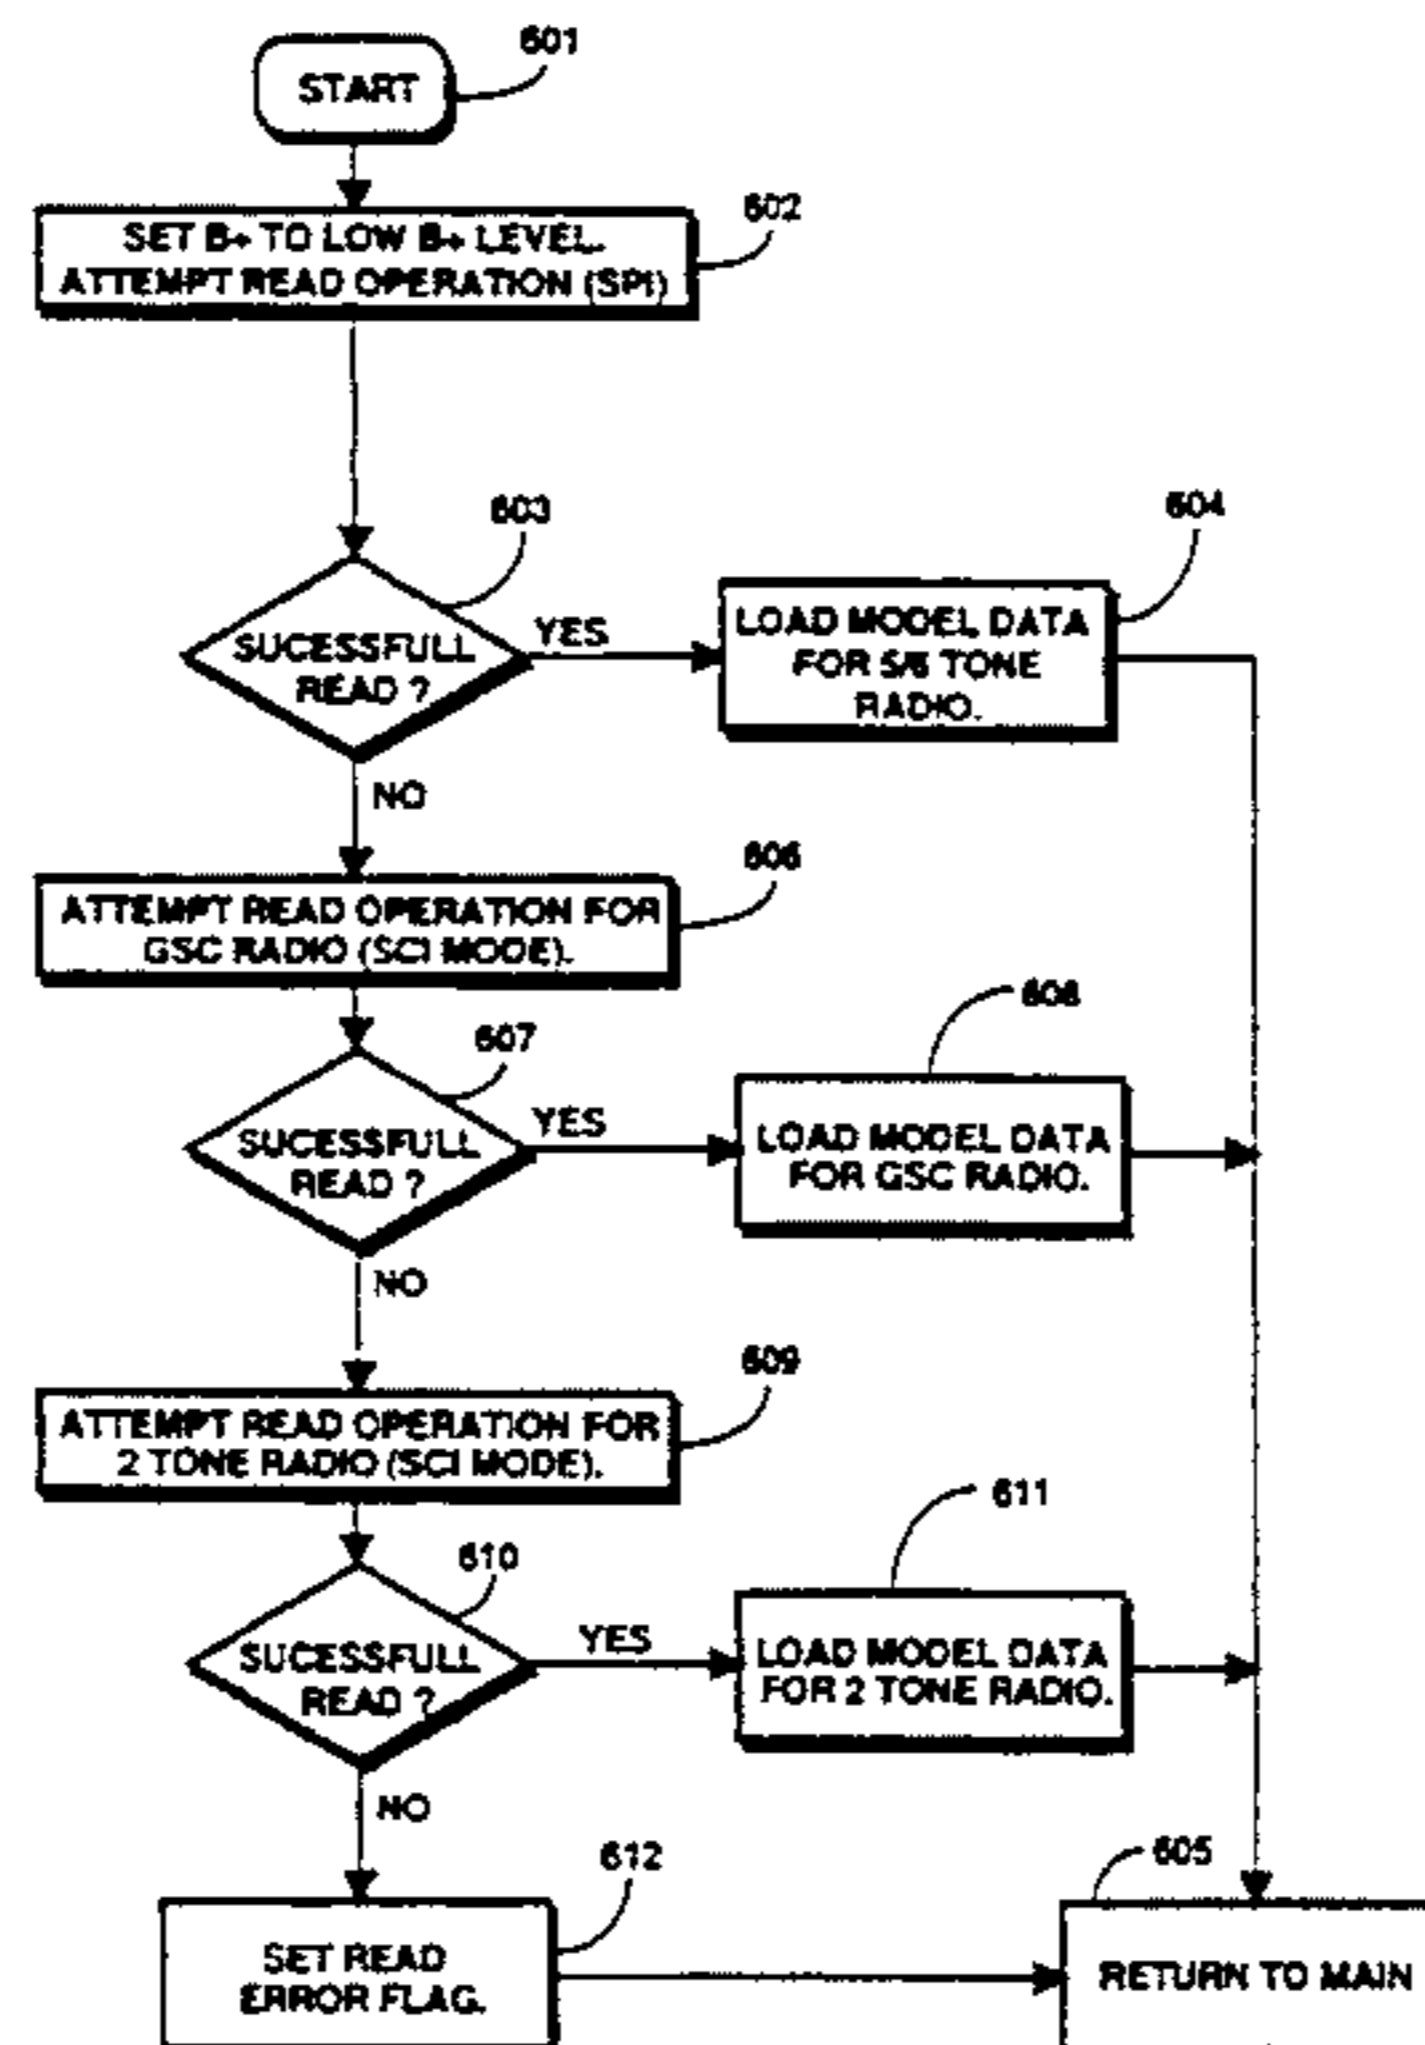 601
START
602
SET B+ TO LOW B+ LEVEL.
ATTEMPT READ OPERATION (SPI)
603
604
SUCESSFULL
READ ?
YES
LOAD MODEL DATA
FOR 5/6 TONE
RADIO.
NO
606
ATTEMPT READ OPERATION FOR
GSC RADIO (SCI MODE).
607
608
SUCESSFULL
READ ?
YES
LOAD MODEL DATA
FOR GSC RADIO.
NO
609
ATTEMPT READ OPERATION FOR
2 TONE RADIO (SCI MODE).
610
611
SUCESSFULL
READ ?
YES
LOAD MODEL DATA
FOR 2 TONE RADIO.
NO
612
605
SET READ
ERROR FLAG.
RETURN TO MAIN